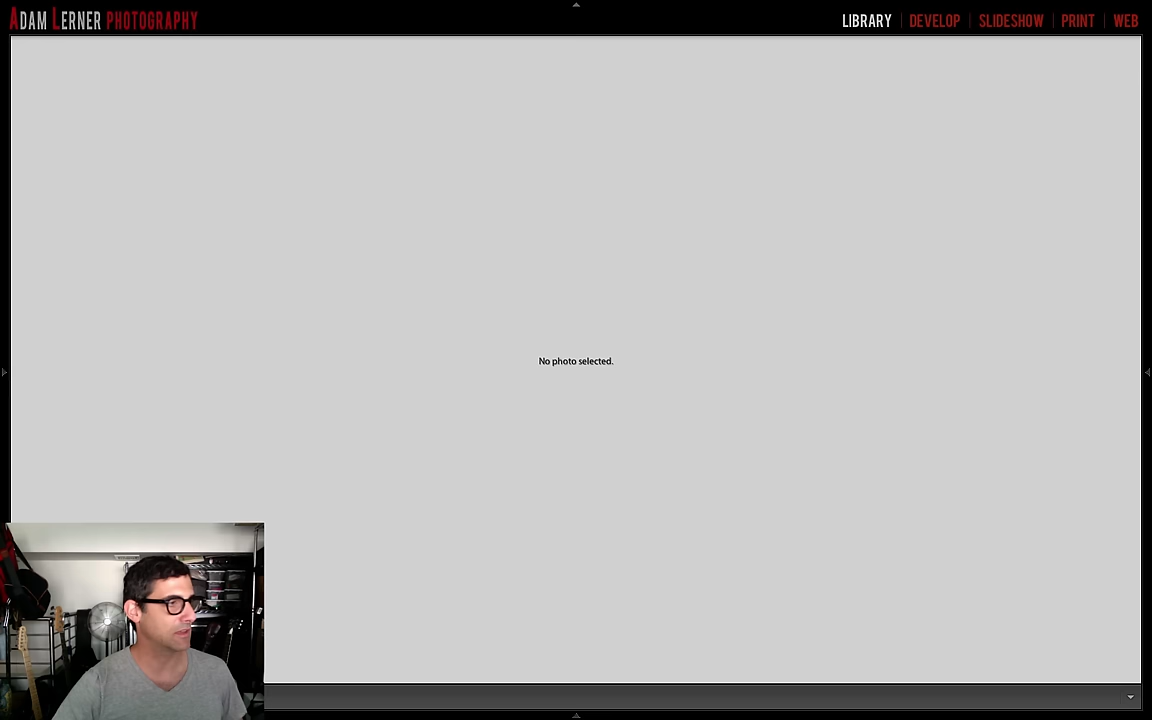 ADAM LERNER PHOTOGRAPHY
LIBRARY | DEVELOP | SLIDESHOW | PRINT | WEB
No photo selected.